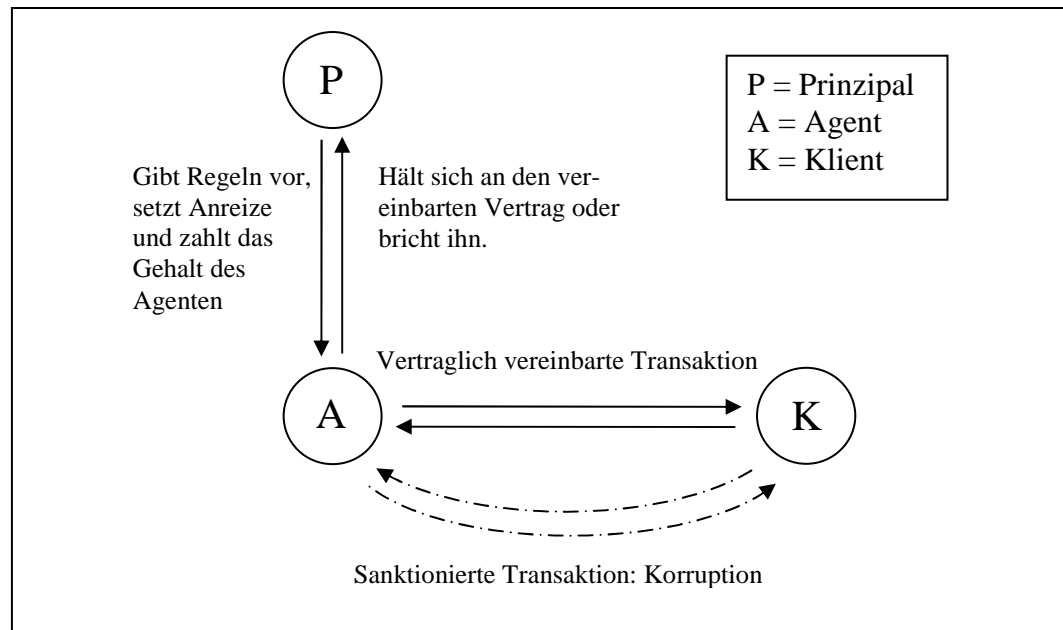 P
P = Prinzipal
A = Agent
K = Klient
Gibt Regeln vor,
setzt Anreize
und zahlt das
Gehalt des
Agenten
Hält sich an den ver-
einbarten Vertrag oder
bricht ihn.
Vertraglich vereinbarte Transaktion
A
K
Sanktionierte Transaktion: Korruption